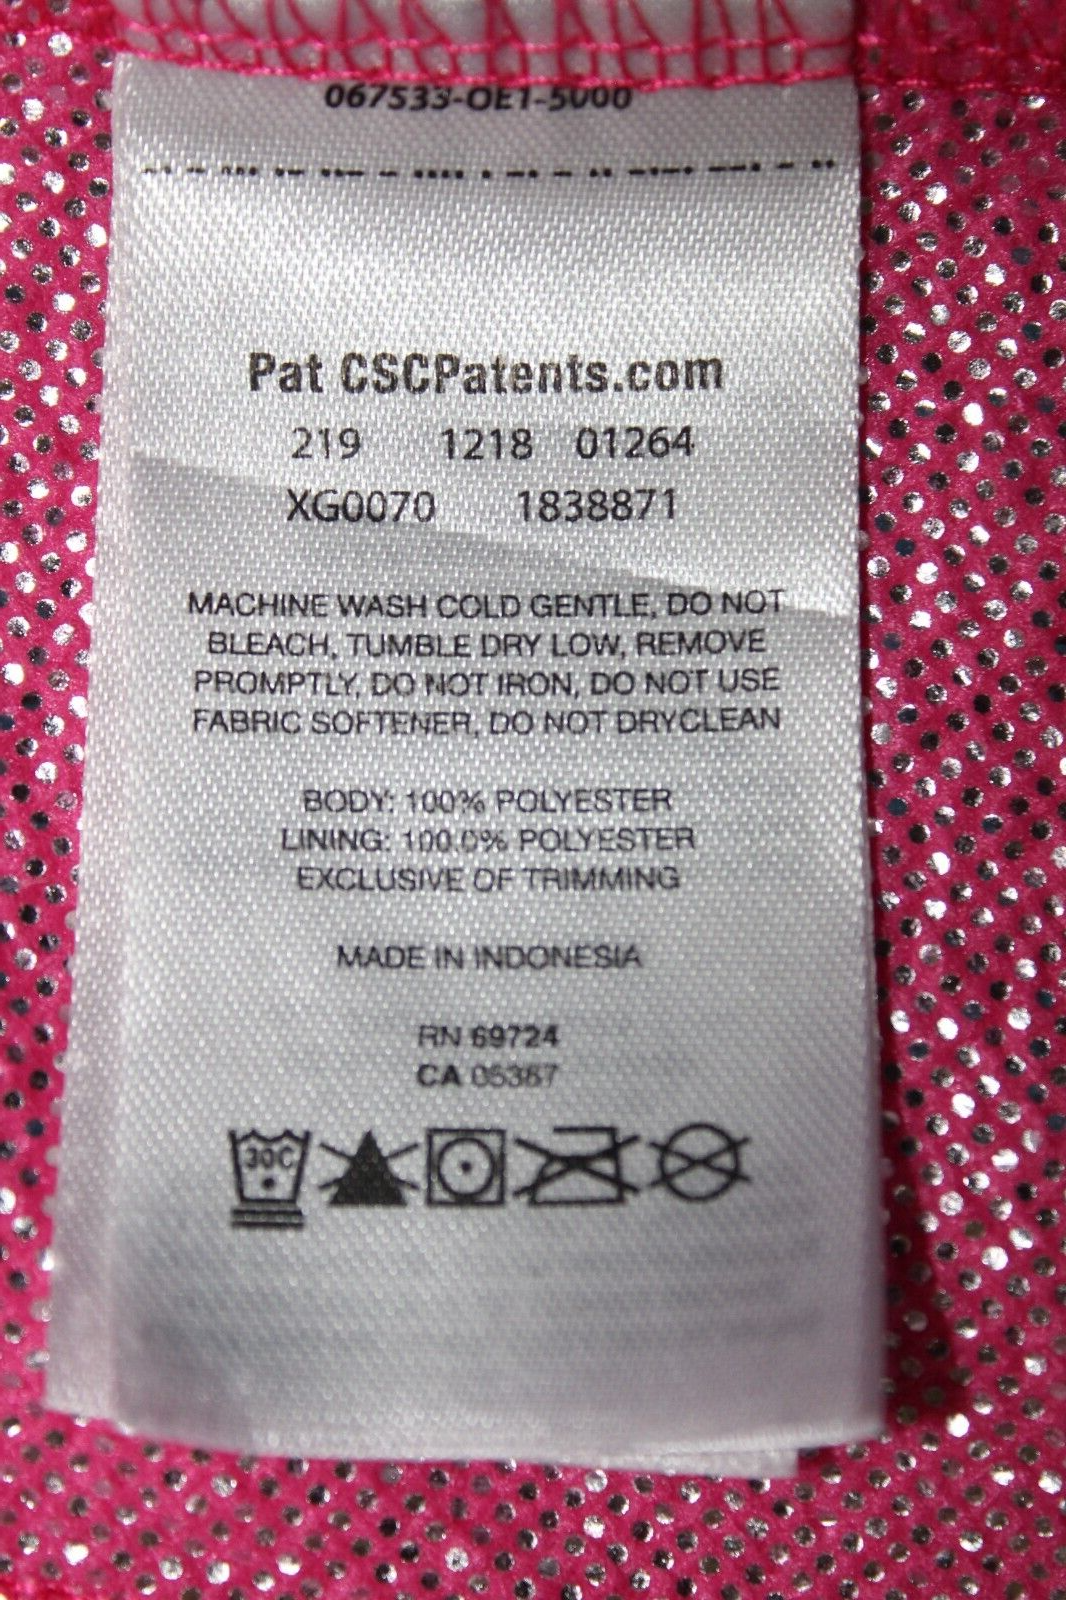 067533-OE1-5000
Pat CSCPatents.com
219 1218 01264
XG0070 1838871
MACHINE WASH COLD GENTLE, DO NOT
BLEACH, TUMBLE DRY LOW, REMOVE
PROMPTLY, DO NOT IRON, DO NOT USE
FABRIC SOFTENER, DO NOT DRYCLEAN
BODY: 100% POLYESTER
LINING: 100.0% POLYESTER
EXCLUSIVE OF TRIMMING
MADE IN INDONESIA
RN 69724
CA 05367
30C